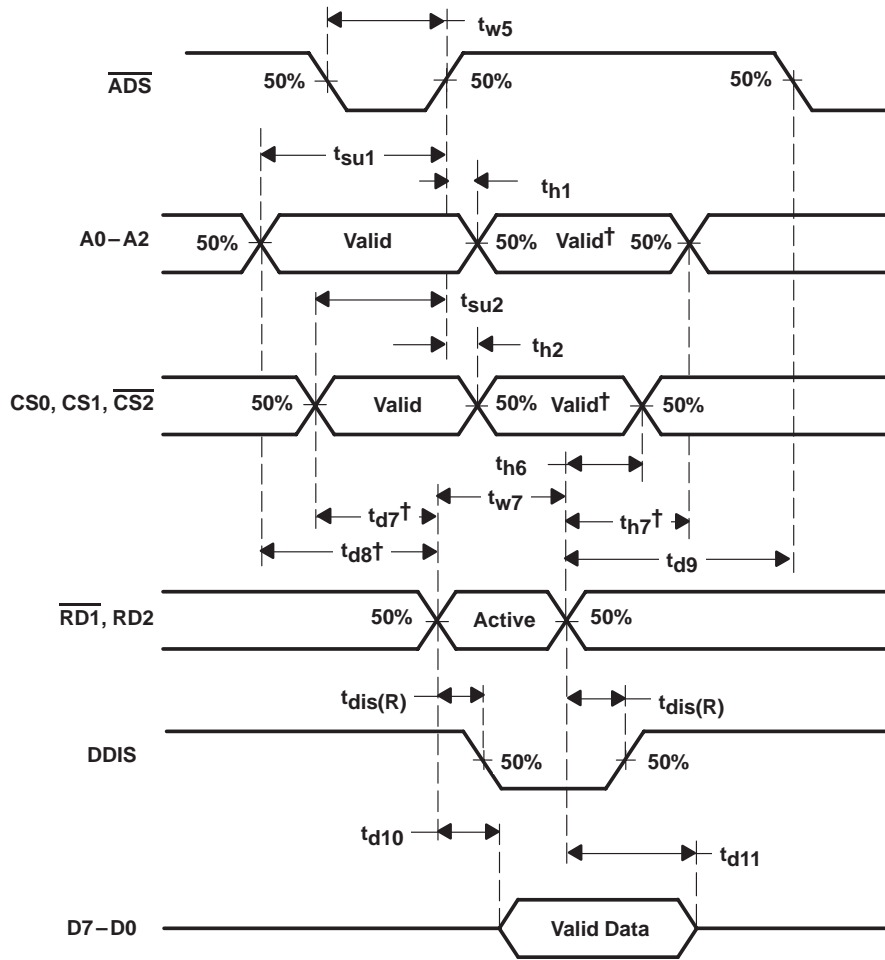 tw5
ADS 50% 50% 50%
tsu1
th1
A0–A2 50% Valid 50% Valid† 50%
tsu2
th2
CS0, CS1, CS2 50% Valid 50% Valid† 50%
th6
tw7
td7† th7†
td8† td9
RD1, RD2 50% Active 50%
tdis(R) tdis(R)
DDIS 50% 50%
td10 td11
D7–D0 Valid Data